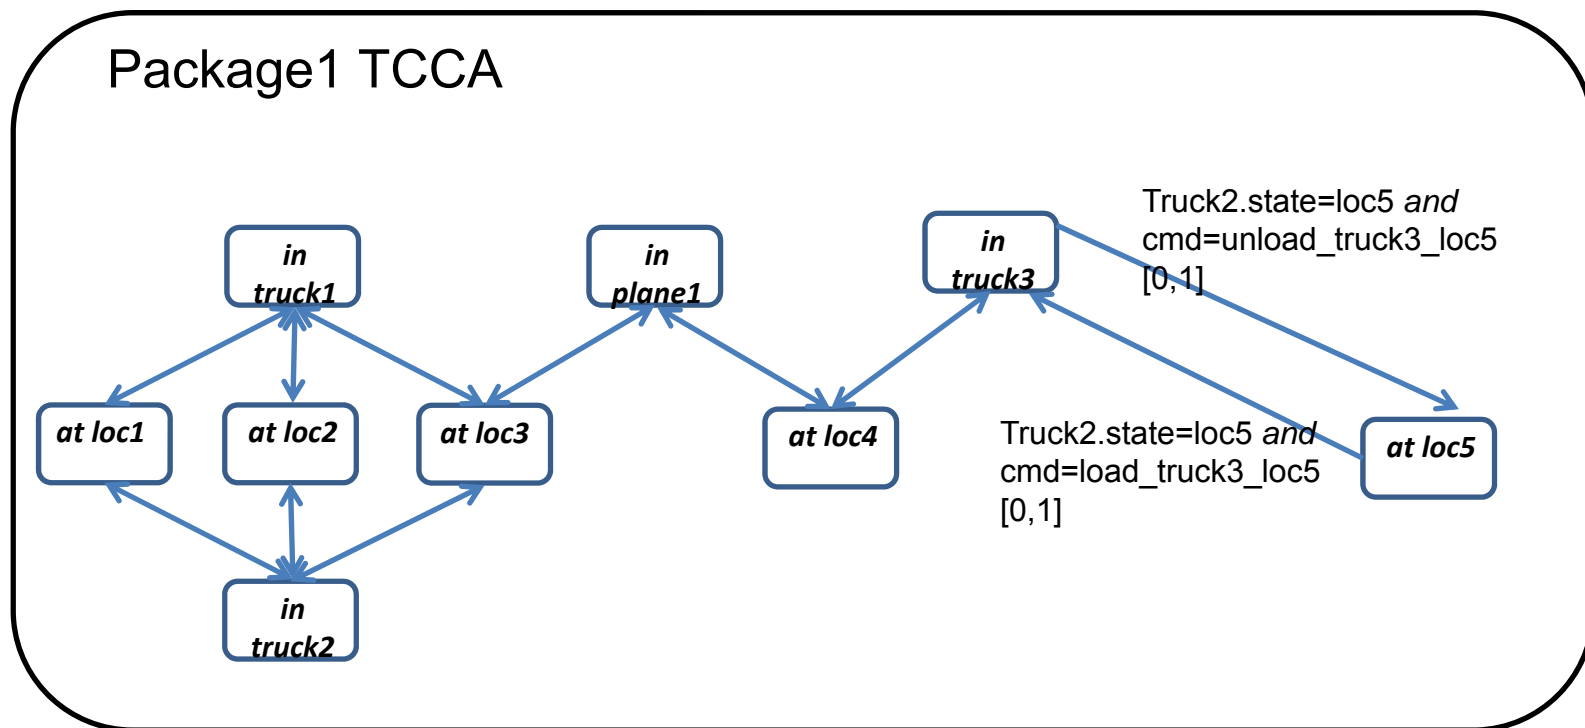 Package1 TCCA
Truck2.state=loc5 and
cmd=unload_truck3_loc5
[0,1]
in
truck1
in
plane1
in
truck3
at loc1
at loc2
at loc3
at loc4
Truck2.state=loc5 and
cmd=load_truck3_loc5
[0,1]
at loc5
in
truck2